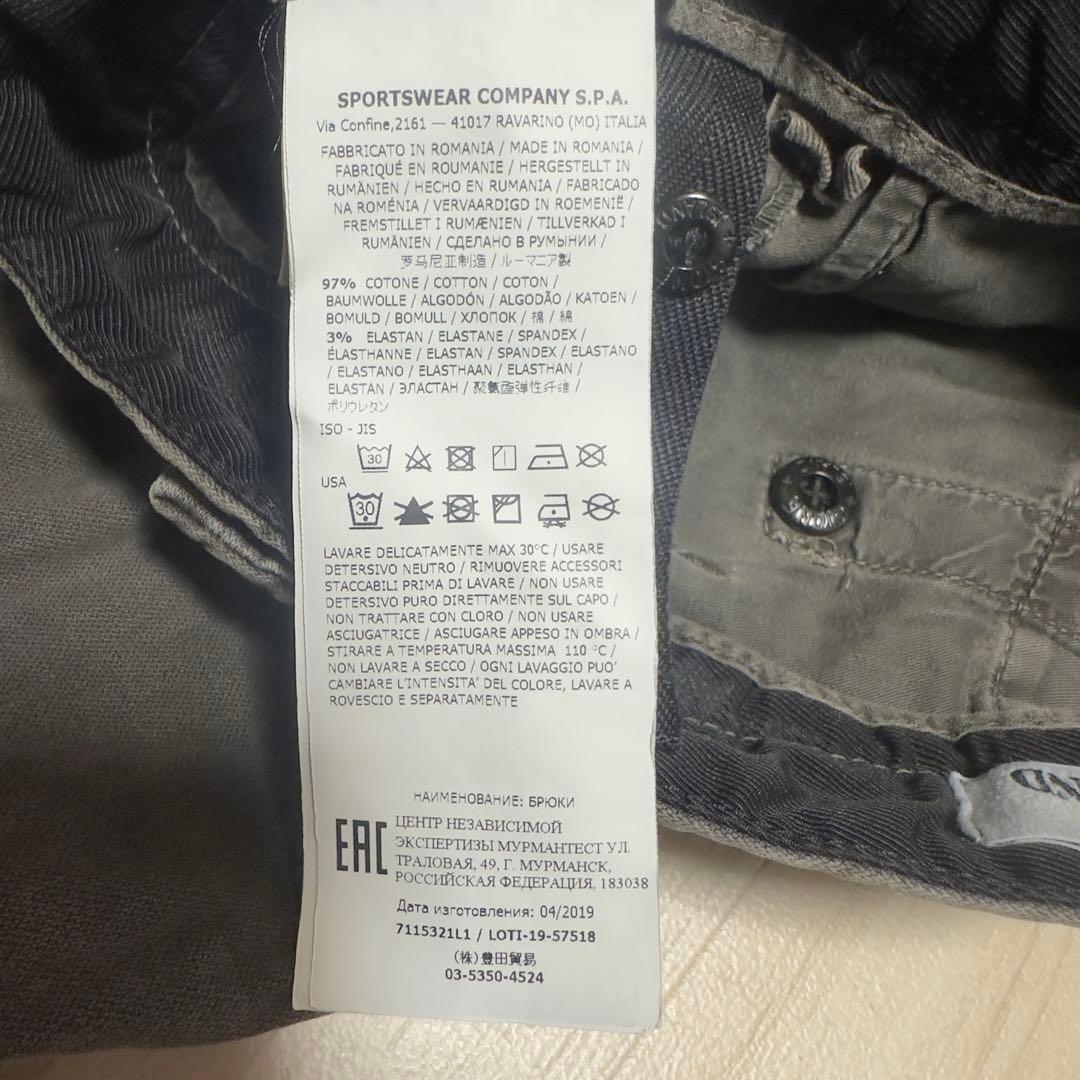 SPORTSWEAR COMPANY S.P.A.
Via Confine,2161 — 41017 RAVARINO (MO) ITALIA
FABBRICATO IN ROMANIA / MADE IN ROMANIA /
FABRIQUÉ EN ROUMANIE / HERGESTELLT IN
RUMÄNIEN / HECHO EN RUMANIA / FABRICADO
NA ROMÉNIA / VERVAARDIGD IN ROEMENIË /
FREMSTILLET I RUMÆNIEN / TILLVERKAD I
RUMÄNIEN / СДЕЛАНО В РУМЫНИИ /
罗马尼亚制造 / ルーマニア製
97% COTONE / COTTON / COTON /
BAUMWOLLE / ALGODÓN / ALGODÃO / KATOEN /
BOMULD / BOMULL / ХЛОПОК / 棉 / 綿
3% ELASTAN / ELASTANE / SPANDEX /
ÉLASTHANNE / ELASTAN / SPANDEX / ELASTANO
/ ELASTANO / ELASTHAAN / ELASTHAN /
ELASTAN / ЭЛАСТАН / 聚氨酯弹性纤维 /
ポリウレタン
ISO - JIS
30
USA
30
LAVARE DELICATAMENTE MAX 30°C / USARE
DETERSIVO NEUTRO / RIMUOVERE ACCESSORI
STACCABILI PRIMA DI LAVARE / NON USARE
DETERSIVO PURO DIRETTAMENTE SUL CAPO /
NON TRATTARE CON CLORO / NON USARE
ASCIUGATRICE / ASCIUGARE APPESO IN OMBRA /
STIRARE A TEMPERATURA MASSIMA 110 °C /
NON LAVARE A SECCO / OGNI LAVAGGIO PUO'
CAMBIARE L'INTENSITA' DEL COLORE, LAVARE A
ROVESCIO E SEPARATAMENTE
НАИМЕНОВАНИЕ: БРЮКИ
EAC
ЦЕНТР НЕЗАВИСИМОЙ
ЭКСПЕРТИЗЫ МУРМАНТЕСТ УЛ.
ТРАЛОВАЯ, 49, Г. МУРМАНСК,
РОССИЙСКАЯ ФЕДЕРАЦИЯ, 183038
Дата изготовления: 04/2019
7115321L1 / LOTI-19-57518
(株)豊田貿易
03-5350-4524